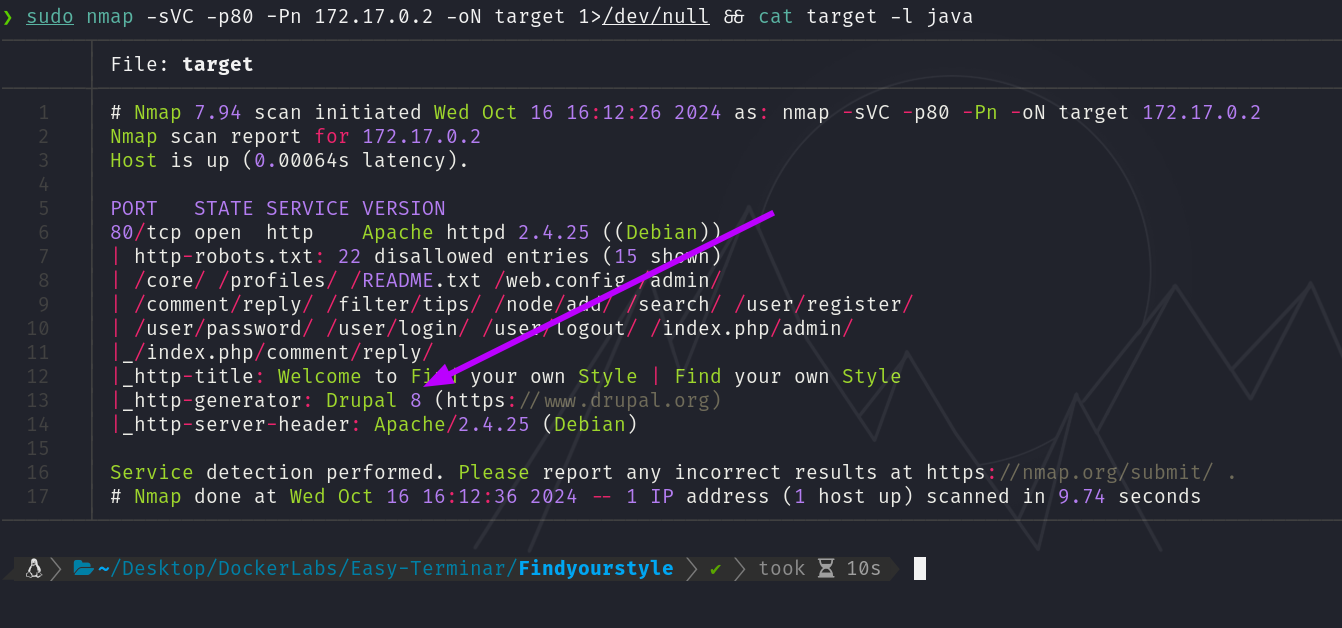 ❯ sudo nmap -sVC -p80 -Pn 172.17.0.2 -oN target 1>/dev/null && cat target -l java
File: target
1 # Nmap 7.94 scan initiated Wed Oct 16 16:12:26 2024 as: nmap -sVC -p80 -Pn -oN target 172.17.0.2
2 Nmap scan report for 172.17.0.2
3 Host is up (0.00064s latency).
4
5 PORT   STATE SERVICE VERSION
6 80/tcp open  http    Apache httpd 2.4.25 ((Debian))
7 | http-robots.txt: 22 disallowed entries (15 shown)
8 | /core/ /profiles/ /README.txt /web.config /admin/
9 | /comment/reply/ /filter/tips/ /node/add/ /search/ /user/register/
10 | /user/password/ /user/login/ /user/logout/ /index.php/admin/
11 |_/index.php/comment/reply/
12 |_http-title: Welcome to Find your own Style | Find your own Style
13 |_http-generator: Drupal 8 (https://www.drupal.org)
14 |_http-server-header: Apache/2.4.25 (Debian)
15
16 Service detection performed. Please report any incorrect results at https://nmap.org/submit/ .
17 # Nmap done at Wed Oct 16 16:12:36 2024 -- 1 IP address (1 host up) scanned in 9.74 seconds
~/Desktop/DockerLabs/Easy-Terminar/Findyourstyle ✔ took 10s